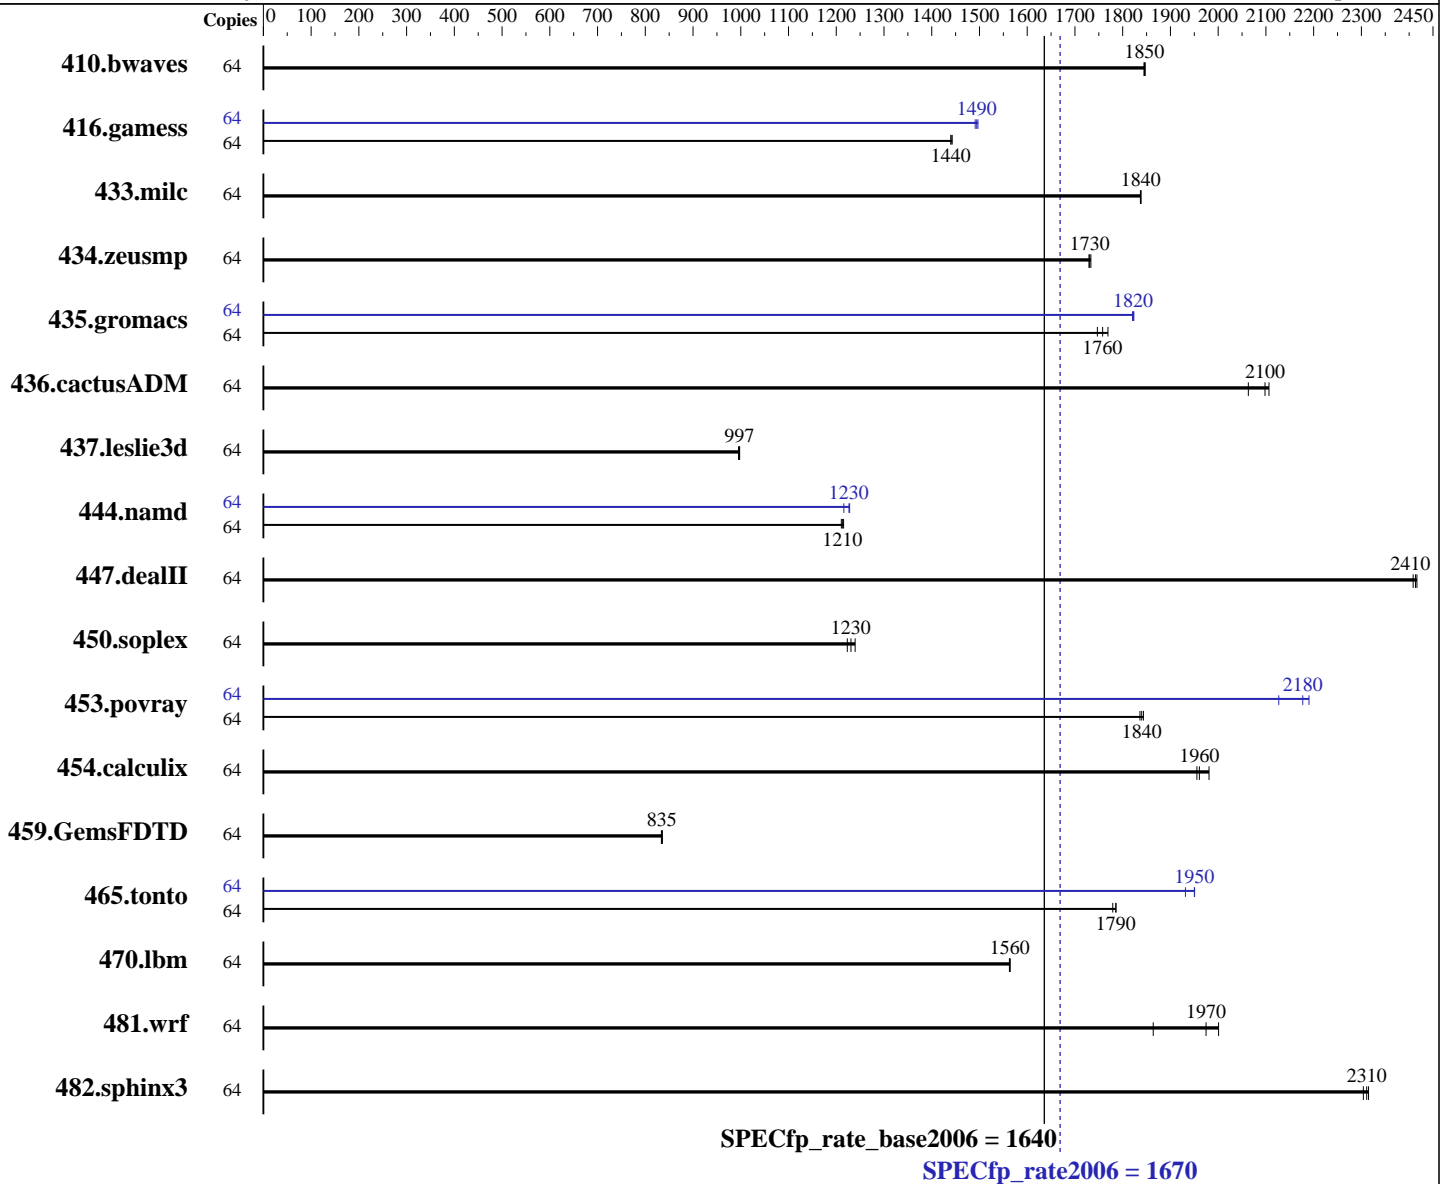 Copies 0 100 200 300 400 500 600 700 800 900 1000 1100 1200 1300 1400 1500 1600 1700 1800 1900 2000 2100 2200 2300 2450
410.bwaves 64 1850
416.gamess 64 1490
64 1440
433.milc 64 1840
434.zeusmp 64 1730
435.gromacs 64 1820
64 1760
436.cactusADM 64 2100
437.leslie3d 64 997
444.namd 64 1230
64 1210
447.dealII 64 2410
450.soplex 64 1230
453.povray 64 2180
64 1840
454.calculix 64 1960
459.GemsFDTD 64 835
465.tonto 64 1950
64 1790
470.lbm 64 1560
481.wrf 64 1970
482.sphinx3 64 2310
SPECfp_rate_base2006 = 1640
SPECfp_rate2006 = 1670